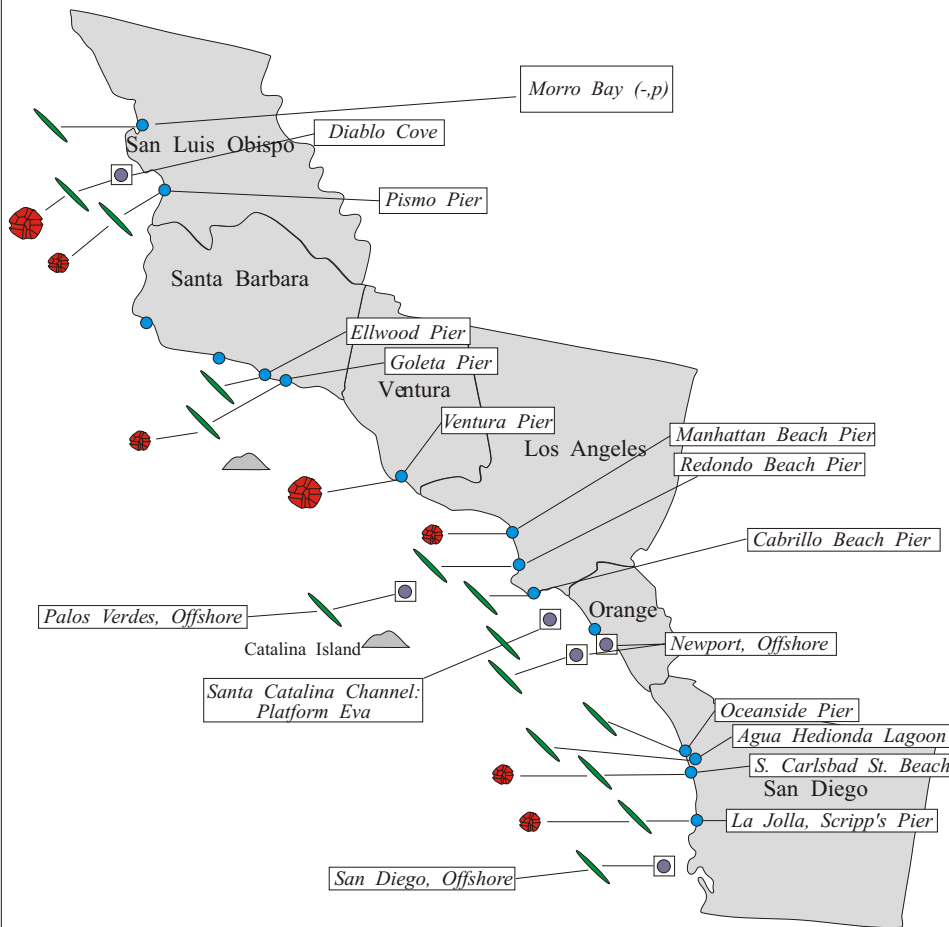 Morro Bay (-,p)
Diablo Cove
San Luis Obispo
Pismo Pier
Santa Barbara
Ellwood Pier
Goleta Pier
Ventura
Ventura Pier
Manhattan Beach Pier
Los Angeles
Redondo Beach Pier
Cabrillo Beach Pier
Palos Verdes, Offshore
Orange
Catalina Island
Newport, Offshore
Santa Catalina Channel:
Platform Eva
Oceanside Pier
Agua Hedionda Lagoon
S. Carlsbad St. Beach
San Diego
La Jolla, Scripp's Pier
San Diego, Offshore